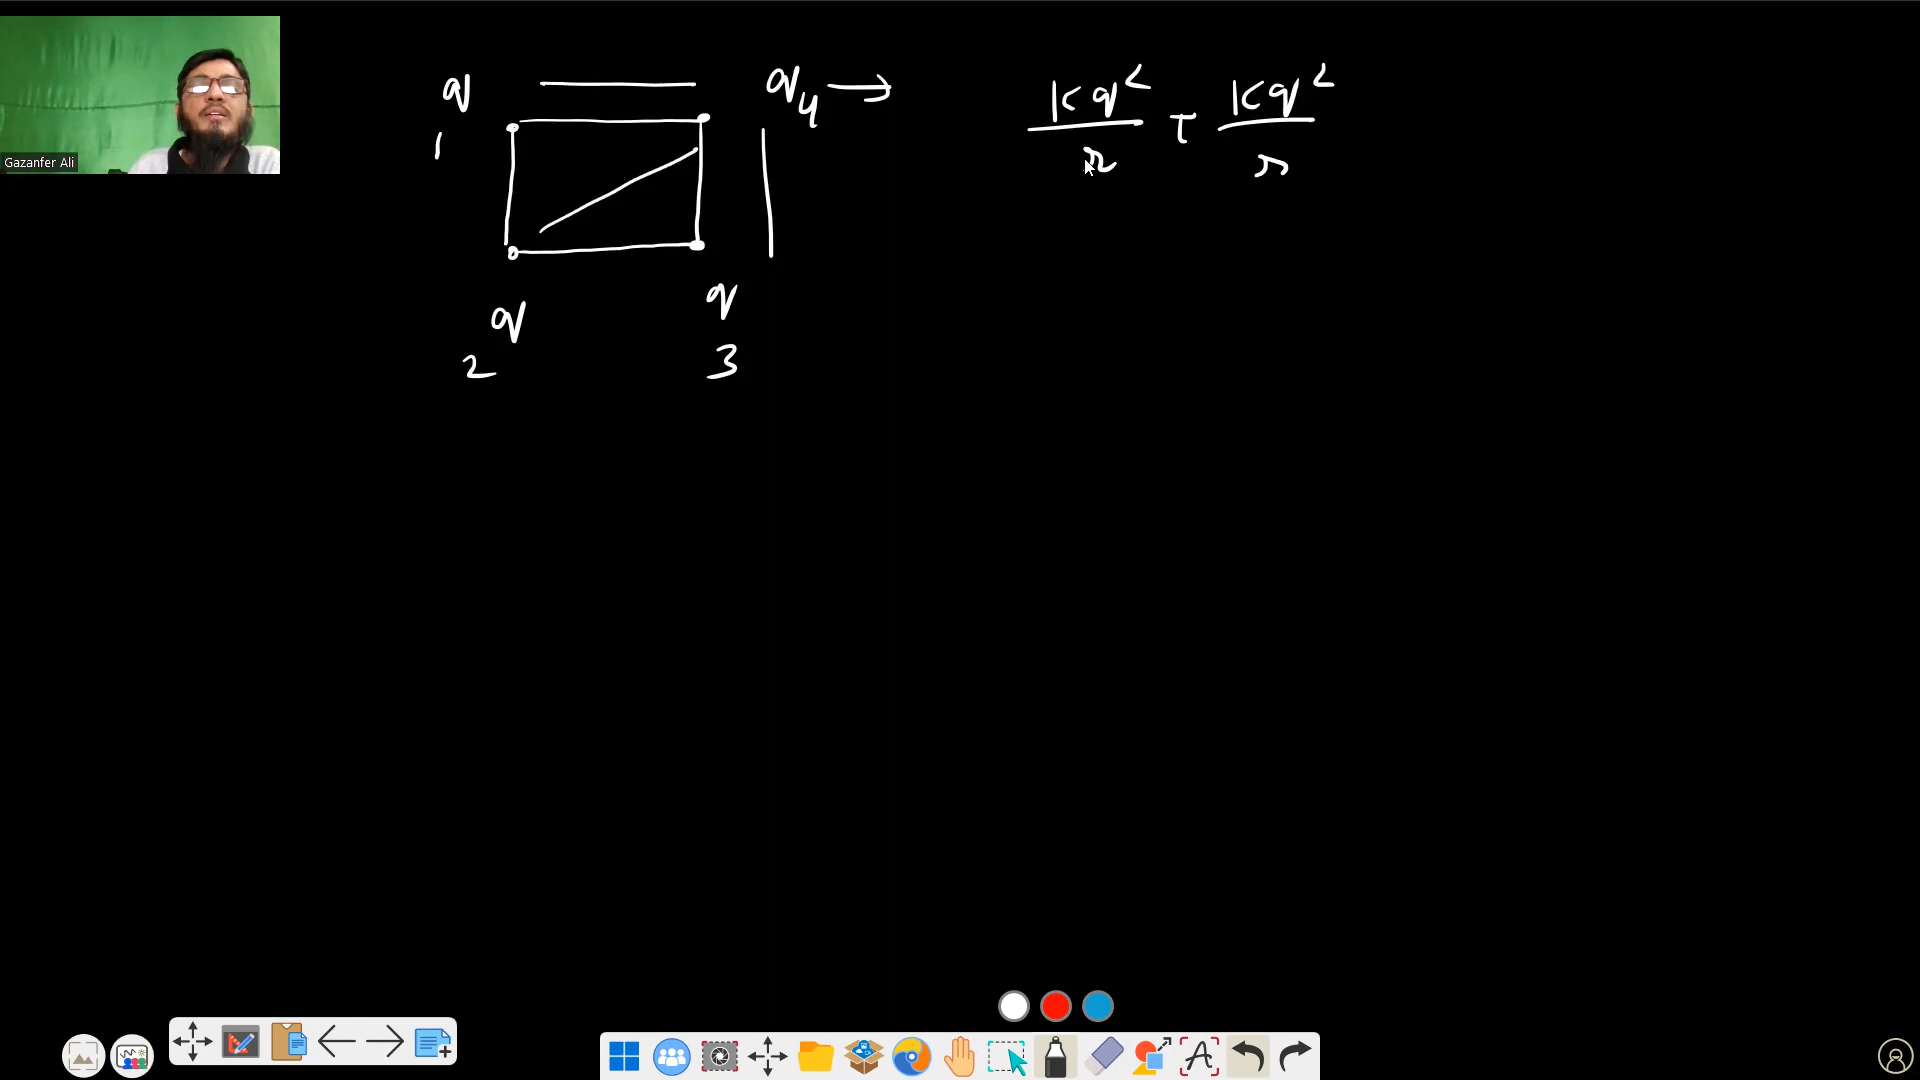 q q4 →
1
Kq² / r + Kq² / r
Gazanfer Ali
q q
2 3